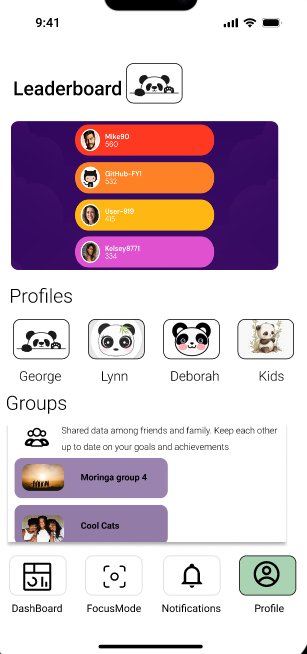 9:41
Leaderboard
Mike90
560
GitHub-FY1
532
User-919
415
Kelsey9771
334
Profiles
George Lynn Deborah Kids
Groups
Shared data among friends and family. Keep each other
up to date on your goals and achievements
Moringa group 4
Cool Cats
DashBoard FocusMode Notifications Profile